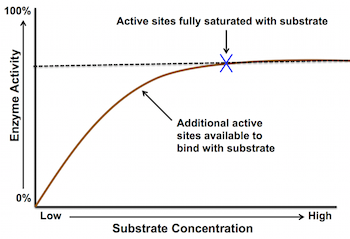 100%
Active sites fully saturated with substrate
Enzyme Activity
Additional active
sites available to
bind with substrate
0%
Low
High
Substrate Concentration